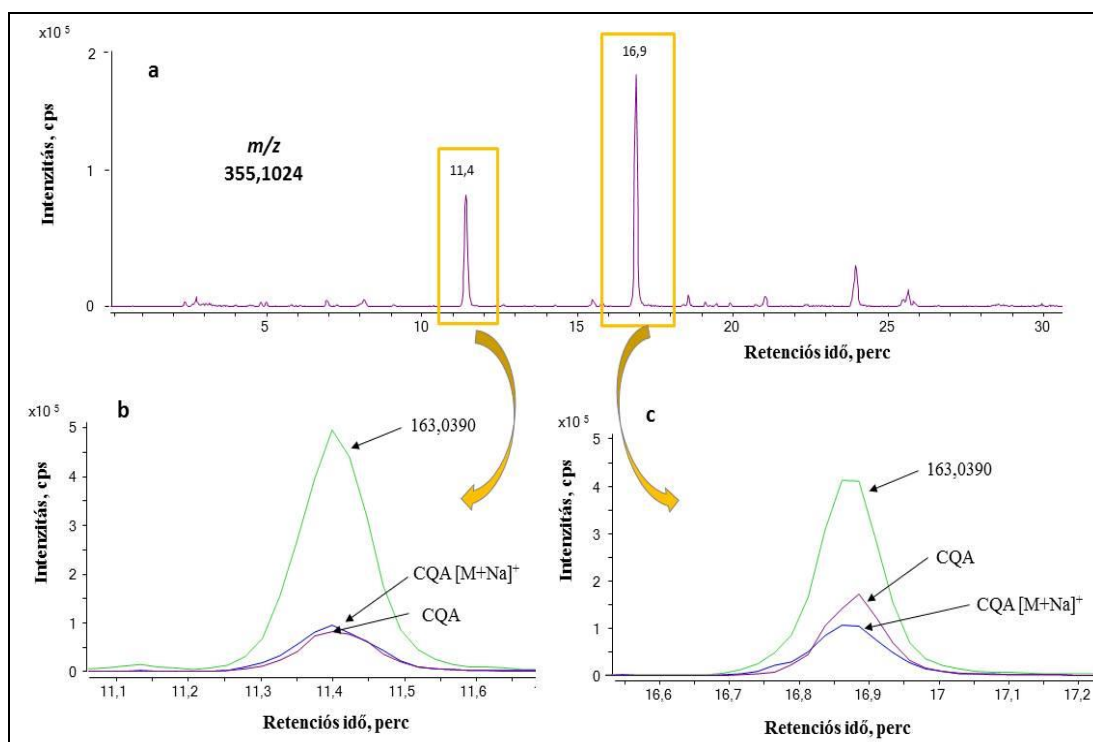 x10 5
2
1
0
Intenzitás, cps
a
m/z
355,1024
11,4
16,9
5
10
15
20
25
30
Retenciós idő, perc
x10 5
b
5
4
3
2
1
0
Intenzitás, cps
163,0390
CQA [M+Na]+
CQA
11,1
11,2
11,3
11,4
11,5
11,6
Retenciós idő, perc
x10 5
c
5
4
3
2
1
0
Intenzitás, cps
163,0390
CQA
CQA [M+Na]+
16,6
16,7
16,8
16,9
17
17,1
17,2
Retenciós idő, perc